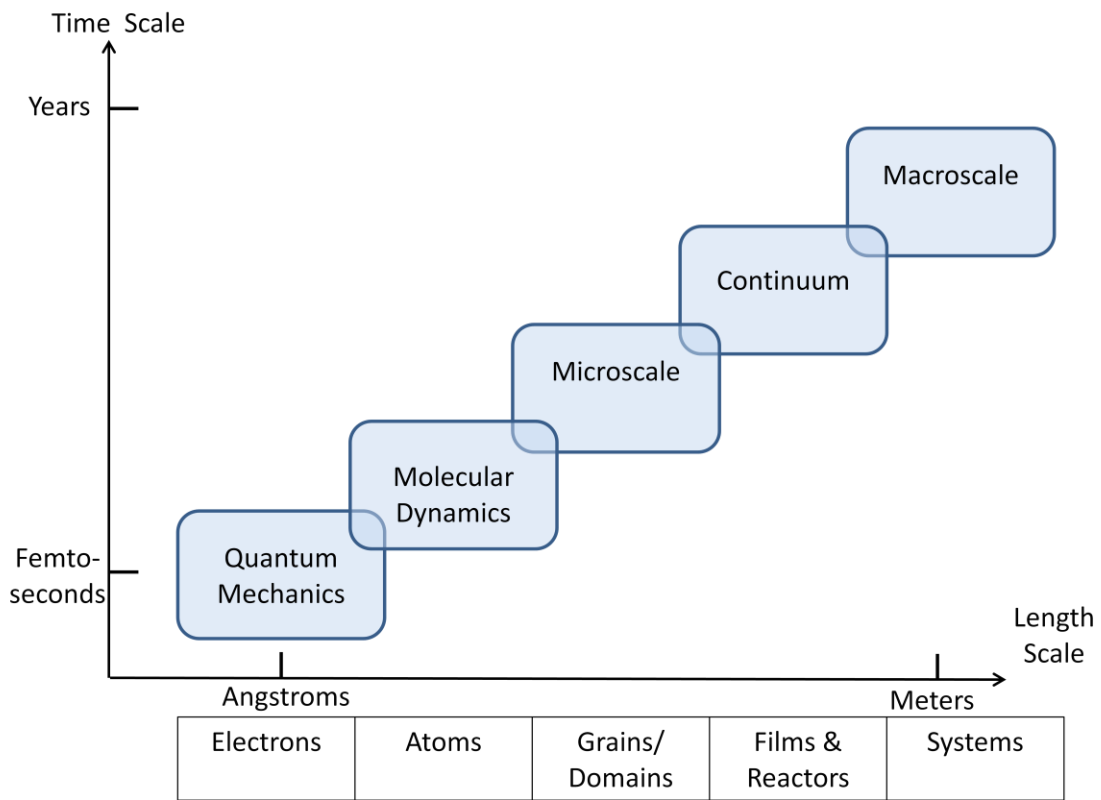 Time Scale
Years
Macroscale
Continuum
Microscale
Molecular
Dynamics
Quantum
Mechanics
Femto-
seconds
Length
Scale
Angstroms
Meters
Electrons
Atoms
Grains/
Domains
Films &
Reactors
Systems